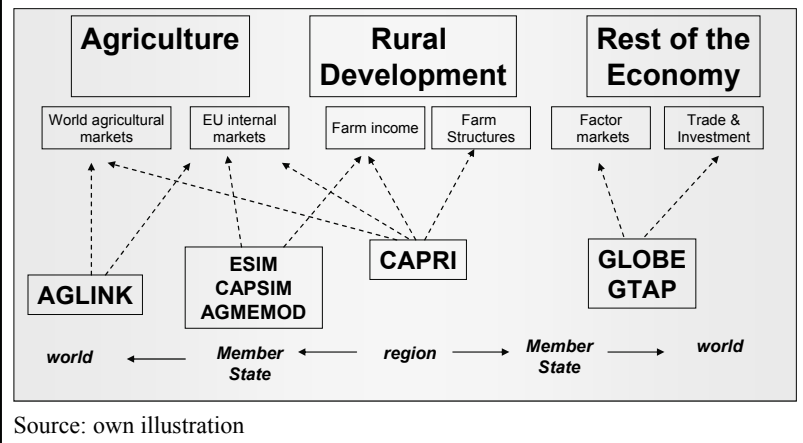 Agriculture
Rural
Development
Rest of the
Economy
World agricultural
markets
EU internal
markets
Farm income
Farm
Structures
Factor
markets
Trade &
Investment
AGLINK
ESIM
CAPSIM
AGMEMOD
CAPRI
GLOBE
GTAP
world
Member
State
region
Member
State
world
Source: own illustration